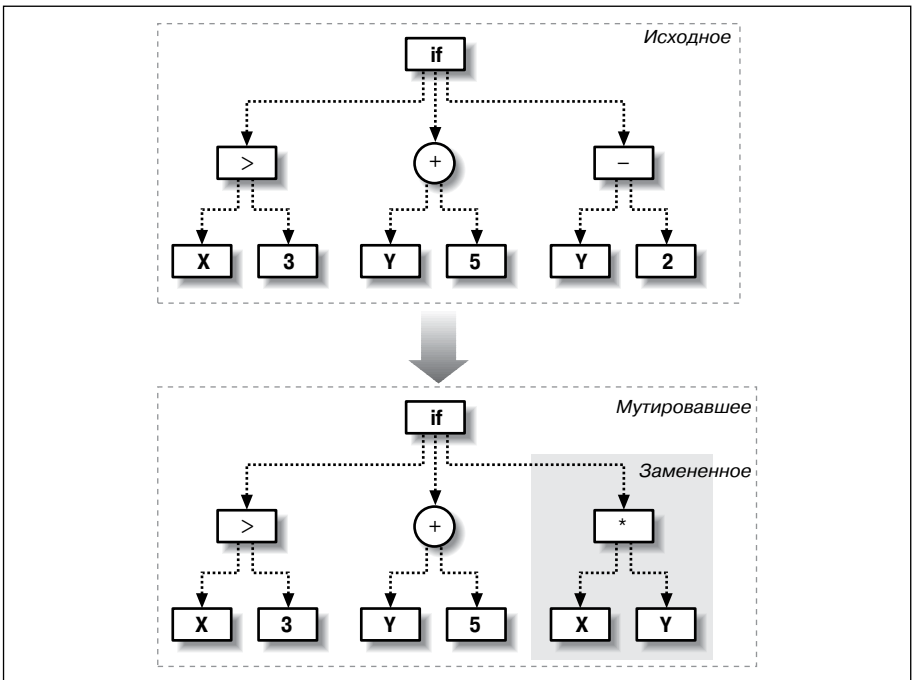 Исходное
if
> + –
X 3 Y 5 Y 2
Мутировавшее
if
Замененное
> + *
X 3 Y 5 X Y